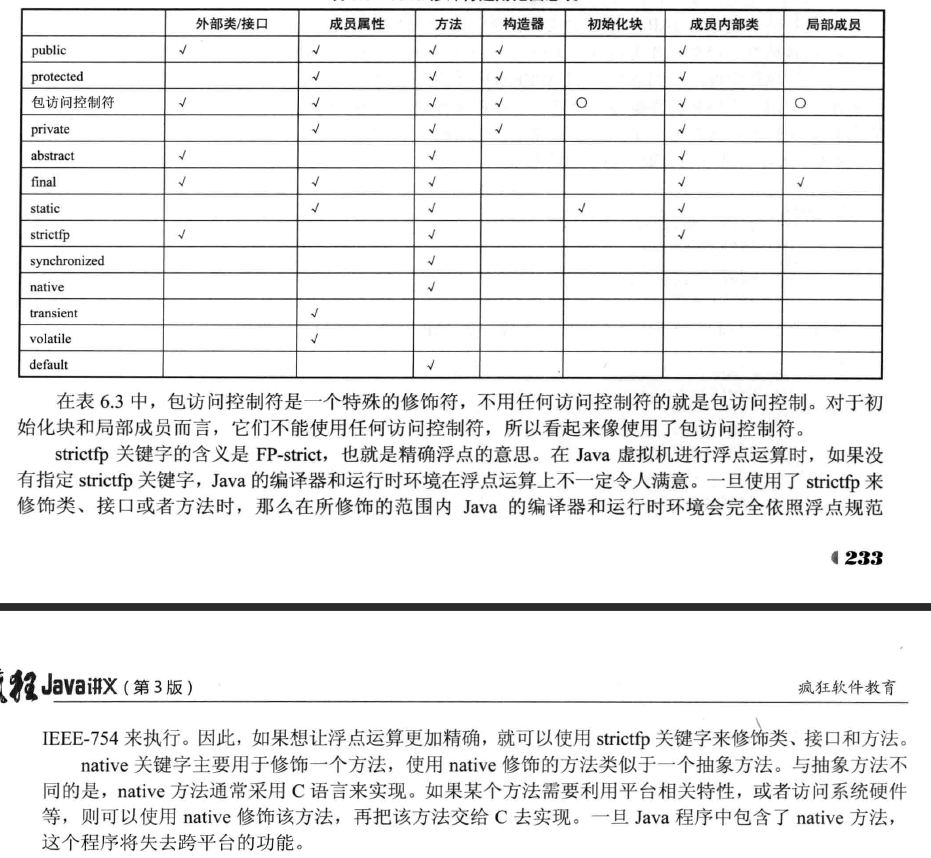 外部类/接口 成员属性 方法 构造器 初始化块 成员内部类 局部成员
public √ √ √ √ √
protected √ √ √ √
包访问控制符 √ √ √ √ ○ √ ○
private √ √ √ √
abstract √ √ √
final √ √ √ √ √
static √ √ √ √
strictfp √ √ √
synchronized √
native √
transient √
volatile √
default √
在表 6.3 中，包访问控制符是一个特殊的修饰符，不用任何访问控制符的就是包访问控制。对于初
始化块和局部成员而言，它们不能使用任何访问控制符，所以看起来像使用了包访问控制符。
strictfp 关键字的含义是 FP-strict，也就是精确浮点的意思。在 Java 虚拟机进行浮点运算时，如果没
有指定 strictfp 关键字，Java 的编译器和运行时环境在浮点运算上不一定令人满意。一旦使用了 strictfp 来
修饰类、接口或者方法时，那么在所修饰的范围内 Java 的编译器和运行时环境会完全依照浮点规范
233
狂 Java讲义（第 3 版）
疯狂软件教育
IEEE-754 来执行。因此，如果想让浮点运算更加精确，就可以使用 strictfp 关键字来修饰类、接口和方法。
native 关键字主要用于修饰一个方法，使用 native 修饰的方法类似于一个抽象方法。与抽象方法不
同的是，native 方法通常采用 C 语言来实现。如果某个方法需要利用平台相关特性，或者访问系统硬件
等，则可以使用 native 修饰该方法，再把该方法交给 C 去实现。一旦 Java 程序中包含了 native 方法，
这个程序将失去跨平台的功能。